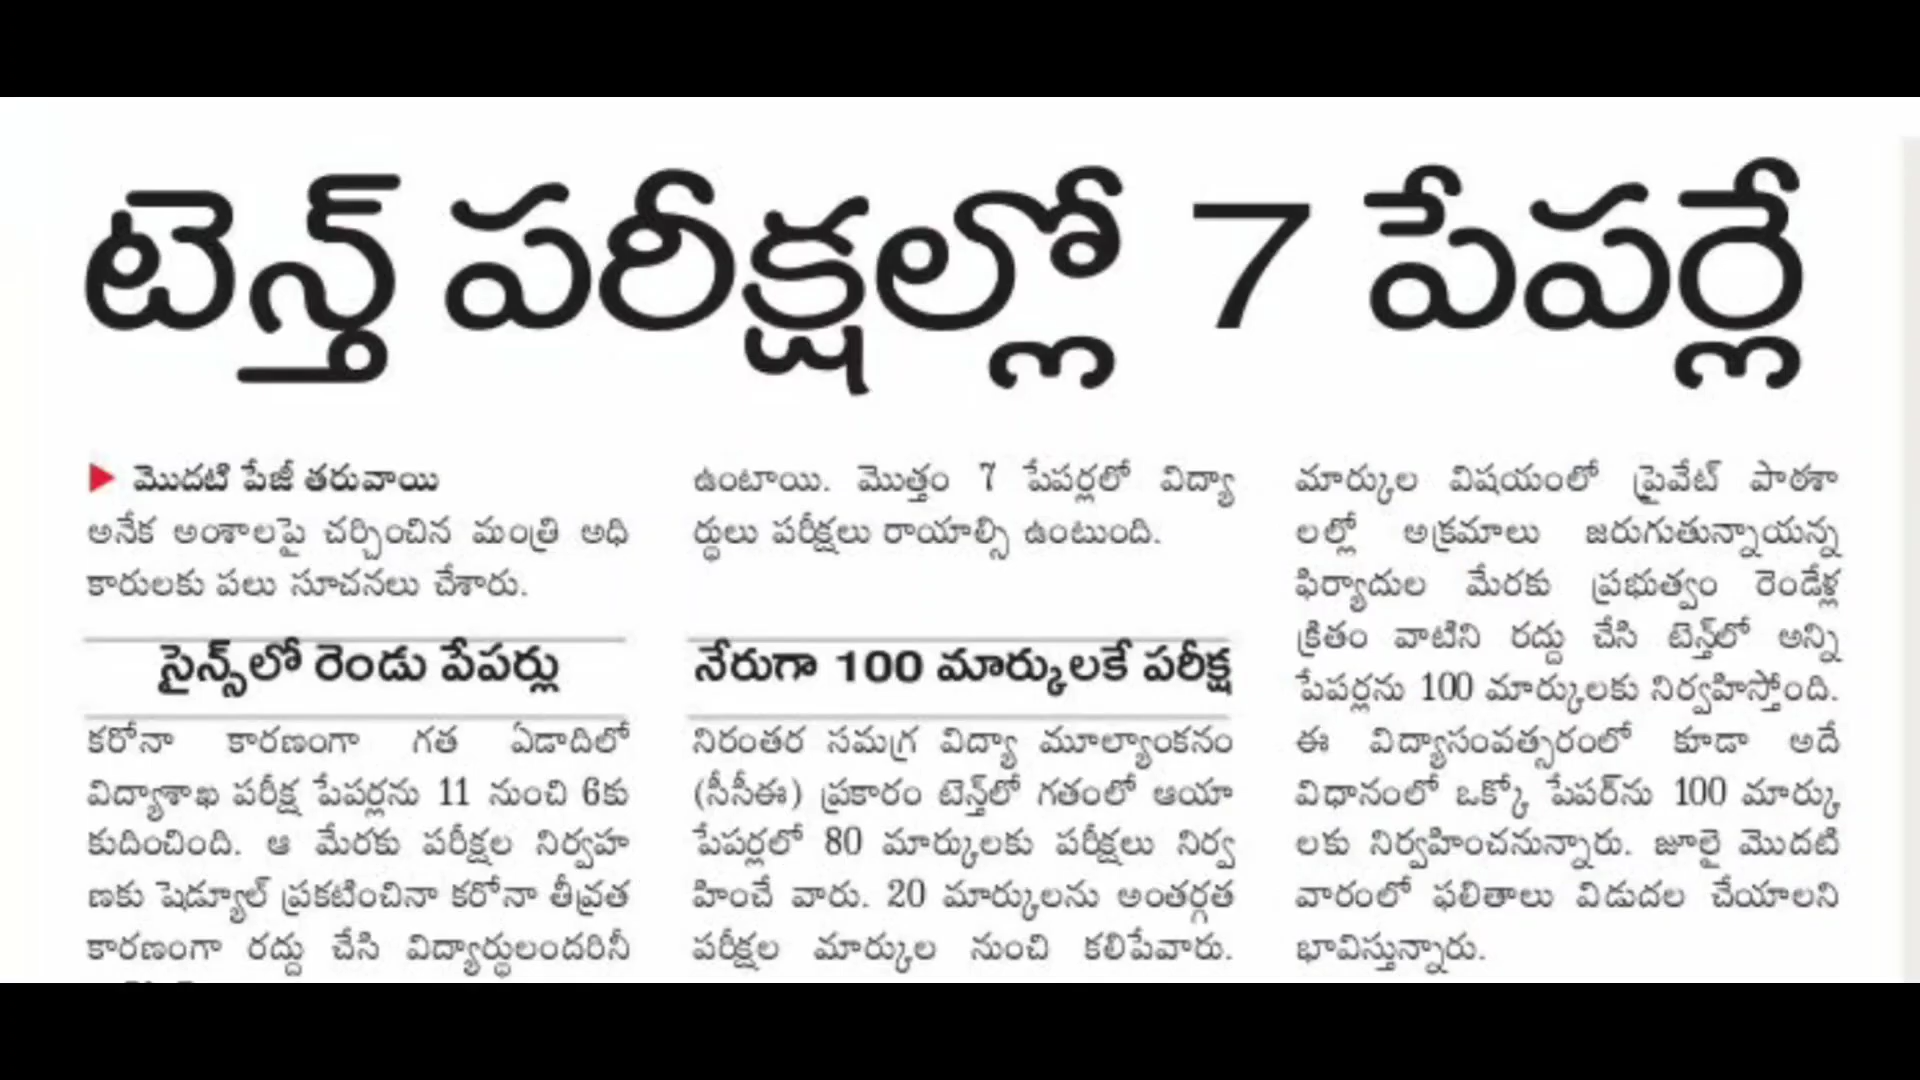 టెన్త్ పరీక్షల్లో 7 పేపర్లే
మొదటి పేజీ తరువాయి
అనేక అంశాలపై చర్చించిన మంత్రి అధి
కారులకు పలు సూచనలు చేశారు.
సైన్స్‌లో రెండు పేపర్లు
కరోనా కారణంగా గత ఏడాదిలో
విద్యాశాఖ పరీక్ష పేపర్లను 11 నుంచి 6కు
కుదించింది. ఆ మేరకు పరీక్షల నిర్వహ
ణకు షెడ్యూల్ ప్రకటించినా కరోనా తీవ్రత
కారణంగా రద్దు చేసి విద్యార్థులందరినీ
ఉంటాయి. మొత్తం 7 పేపర్లలో విద్యా
ర్థులు పరీక్షలు రాయాల్సి ఉంటుంది.
నేరుగా 100 మార్కులకే పరీక్ష
నిరంతర సమగ్ర విద్యా మూల్యాంకనం
(సీసీఈ) ప్రకారం టెన్త్‌లో గతంలో ఆయా
పేపర్లలో 80 మార్కులకు పరీక్షలు నిర్వ
హించే వారు. 20 మార్కులను అంతర్గత
పరీక్షల మార్కుల నుంచి కలిపేవారు.
మార్కుల విషయంలో ప్రైవేట్ పాఠశా
లల్లో అక్రమాలు జరుగుతున్నాయన్న
ఫిర్యాదుల మేరకు ప్రభుత్వం రెండేళ్ల
క్రితం వాటిని రద్దు చేసి టెన్త్‌లో అన్ని
పేపర్లను 100 మార్కులకు నిర్వహిస్తోంది.
ఈ విద్యాసంవత్సరంలో కూడా అదే
విధానంలో ఒక్కో పేపర్‌ను 100 మార్కు
లకు నిర్వహించనున్నారు. జూలై మొదటి
వారంలో ఫలితాలు విడుదల చేయాలని
భావిస్తున్నారు.